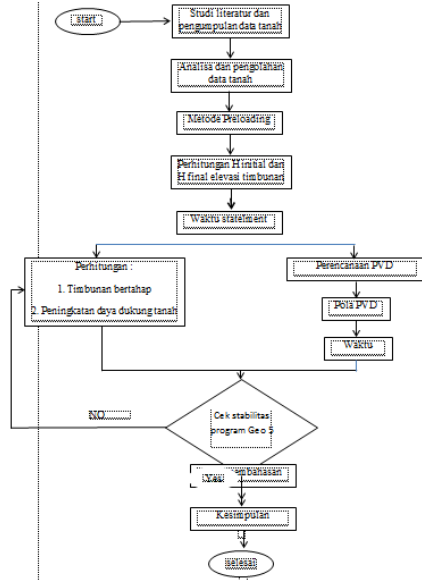 start
Studi literatur dan
pengumpulan data tanah
Analisa dan pengolahan
data tanah
Metode Preloading
Perhitungan H initial dan
H final elevasi timbunan
Waktu statelment
Perhitungan :
1. Timbunan bertahap
2. Peningkatan daya dukung tanah
Perencanaan PVD
Pola PVD
Waktu
Cek stabilitas
program Geo 5
NO
Yes
Kesimpulan
selesai